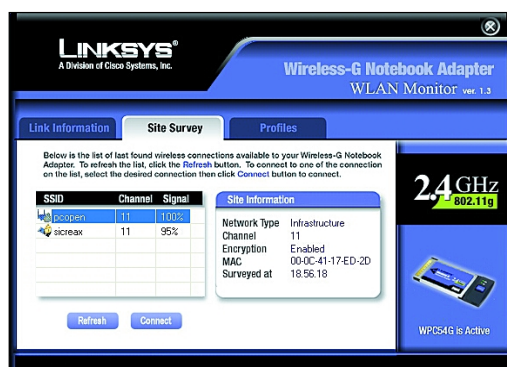 LINKSYS®
A Division of Cisco Systems, Inc.
Wireless-G Notebook Adapter
WLAN Monitor ver. 1.3
Link Information
Site Survey
Profiles
Below is the list of last found wireless connections available to your Wireless-G Notebook
Adapter. To refresh the list, click the Refresh button. To connect to one of the connection
on the list, select the desired connection then click Connect button to connect.
SSID Channel Signal
pcopen 11 100%
sicreax 11 95%
Refresh Connect
Site Information
Network Type Infrastructure
Channel 11
Encryption Enabled
MAC 00-0C-41-17-ED-2D
Surveyed at 18.56.18
2.4 GHz
802.11g
WPC54G is Active